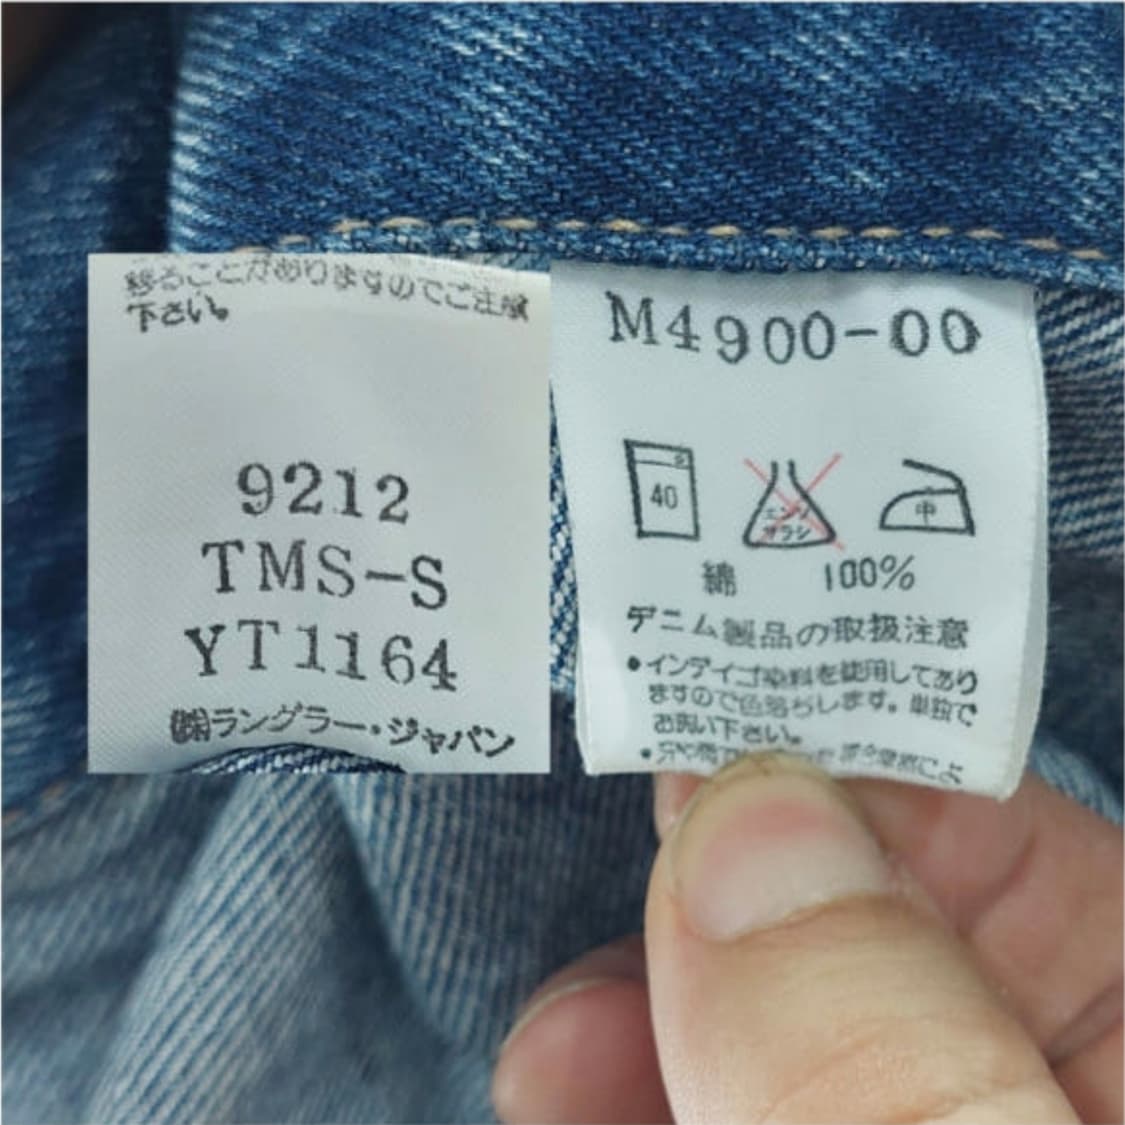 移ることがありますのでご注意
下さい。
9212
TMS-S
YT1164
㈱ラングラー・ジャパン
M4900-00
40
エンソ
サラシ
中
綿 100%
デニム製品の取扱注意
•インディゴ染料を使用してあり
ますので色落ちします。単独で
お洗い下さい。
•汗や雨